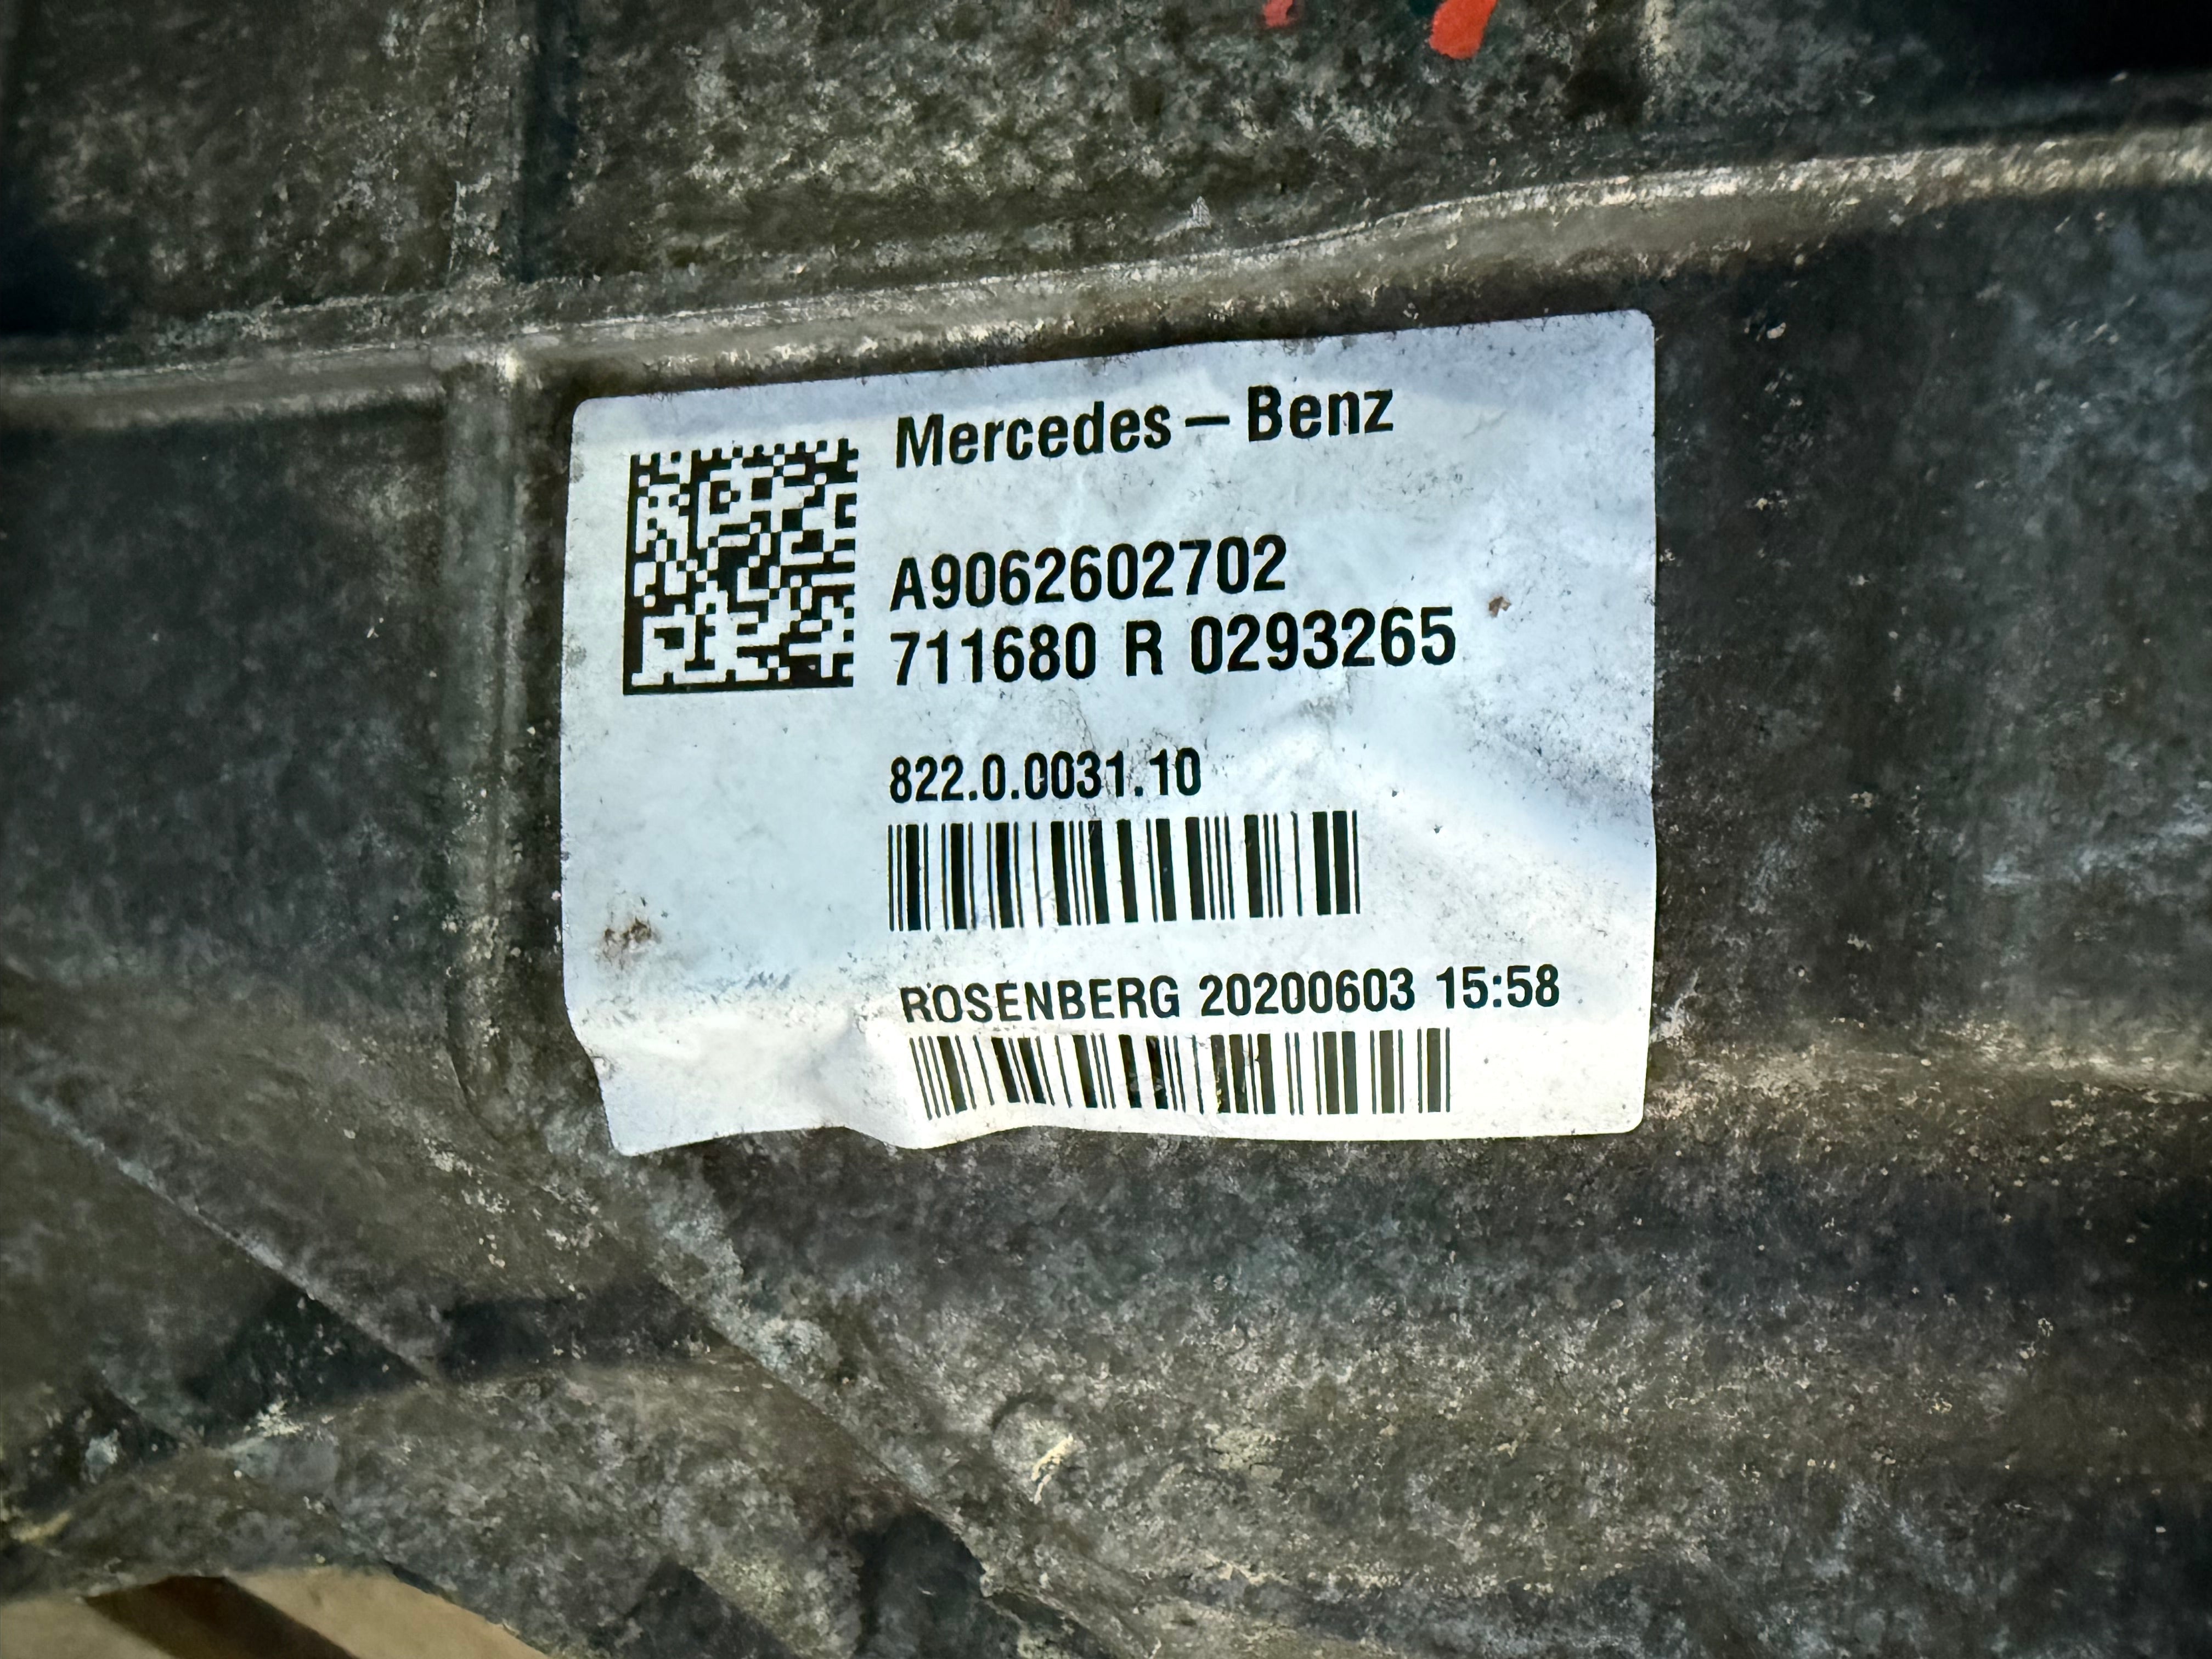 Mercedes – Benz
A9062602702
711680 R 0293265
822.0.0031.10
ROSENBERG 20200603 15:58